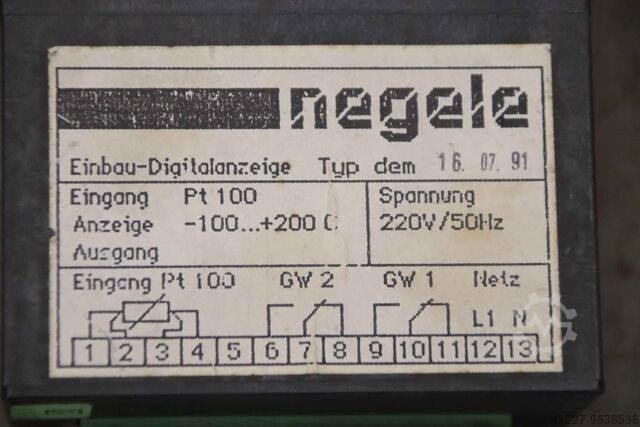 negele
Einbau-Digitalanzeige Typ dem 16. 07. 91
Eingang Pt 100
Anzeige -100...+200 C
Ausgang
Spannung
220V/50Hz
Eingang Pt 100 GW 2 GW 1 Netz
L1 N
1 2 3 4 5 6 7 8 9 10 11 12 13
41227-9838538